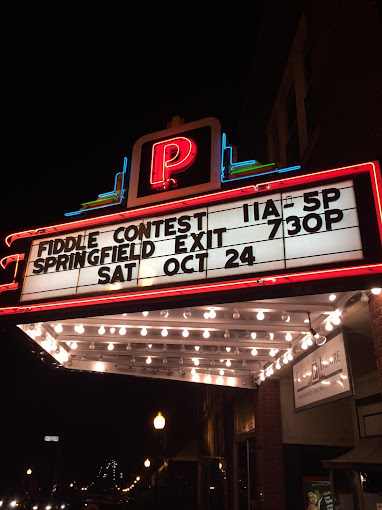 P
FIDDLE CONTEST 11A-5P
SPRINGFIELD EXIT 730P
SAT OCT 24